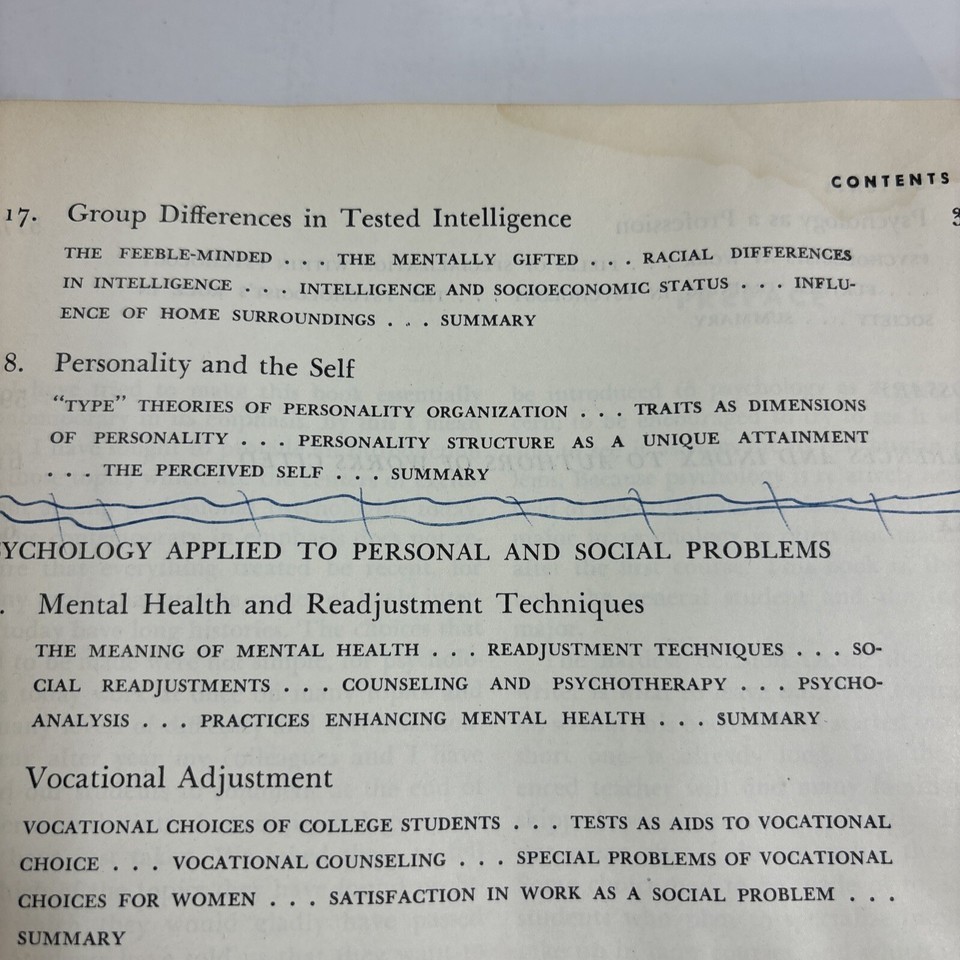 CONTENTS
17. Group Differences in Tested Intelligence
THE FEEBLE-MINDED . . . THE MENTALLY GIFTED . . . RACIAL DIFFERENCES
IN INTELLIGENCE . . . INTELLIGENCE AND SOCIOECONOMIC STATUS . . . INFLU-
ENCE OF HOME SURROUNDINGS . . . SUMMARY
8. Personality and the Self
“TYPE” THEORIES OF PERSONALITY ORGANIZATION . . . TRAITS AS DIMENSIONS
OF PERSONALITY . . . PERSONALITY STRUCTURE AS A UNIQUE ATTAINMENT
. . . THE PERCEIVED SELF . . . SUMMARY
YCHOLOGY APPLIED TO PERSONAL AND SOCIAL PROBLEMS
. Mental Health and Readjustment Techniques
THE MEANING OF MENTAL HEALTH . . . READJUSTMENT TECHNIQUES . . . SO-
CIAL READJUSTMENTS . . . COUNSELING AND PSYCHOTHERAPY . . . PSYCHO-
ANALYSIS . . . PRACTICES ENHANCING MENTAL HEALTH . . . SUMMARY
Vocational Adjustment
VOCATIONAL CHOICES OF COLLEGE STUDENTS . . . TESTS AS AIDS TO VOCATIONAL
CHOICE . . . VOCATIONAL COUNSELING . . . SPECIAL PROBLEMS OF VOCATIONAL
CHOICES FOR WOMEN . . . SATISFACTION IN WORK AS A SOCIAL PROBLEM . . .
SUMMARY